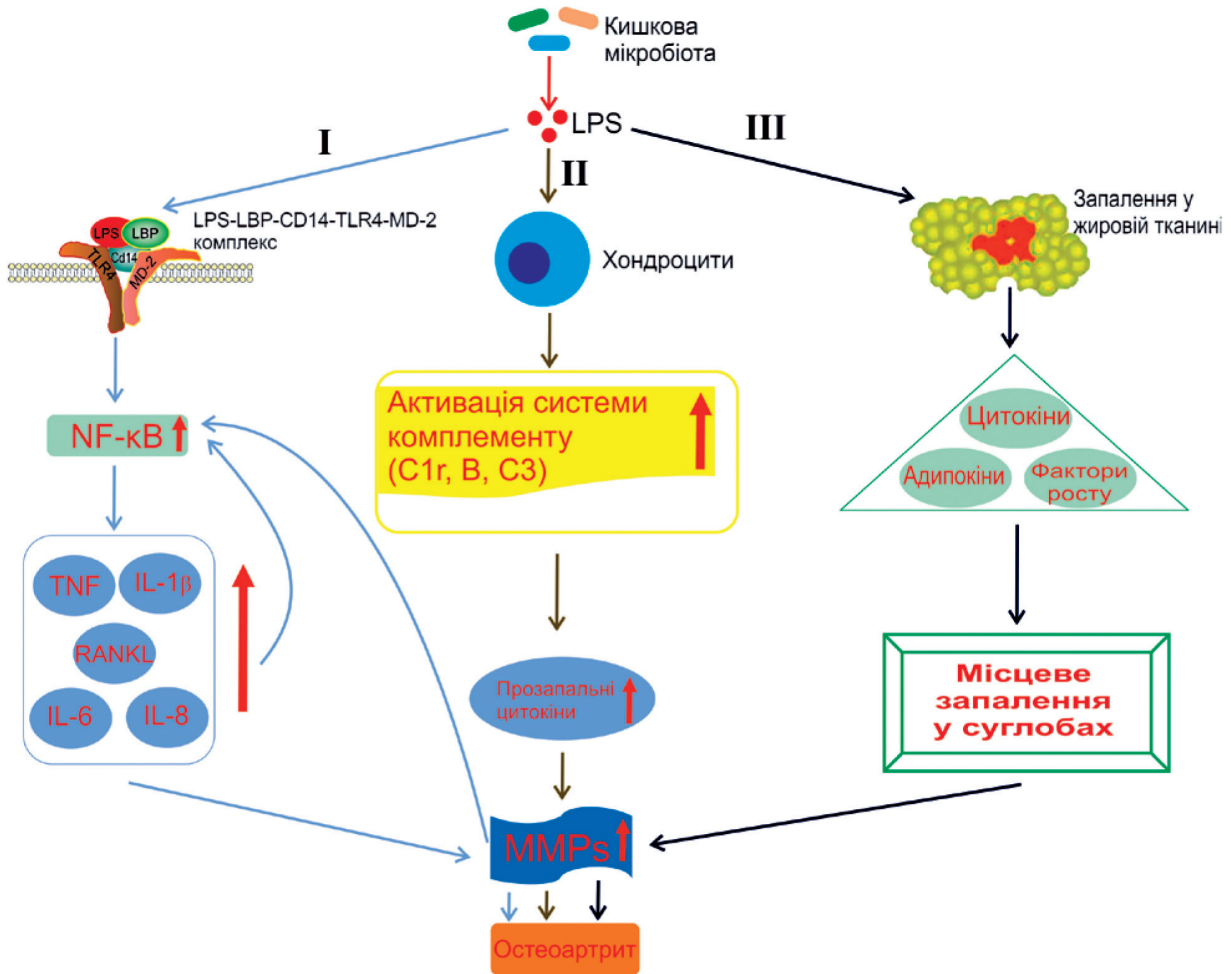 Кишкова
мікробіота
LPS
I
II
III
LPS-LBP-CD14-TLR4-MD-2
комплекс
LPS
LBP
Cd14
TLR4
MD-2
Хондроцити
Запалення у
жировій тканині
NF-κB
Активація системи
комплементу
(C1r, B, C3)
Цитокіни
Адипокіни
Фактори
росту
TNF
IL-1β
RANKL
IL-6
IL-8
Прозапальні
цитокіни
Місцеве
запалення
у суглобах
MMPs
Остеоартрит